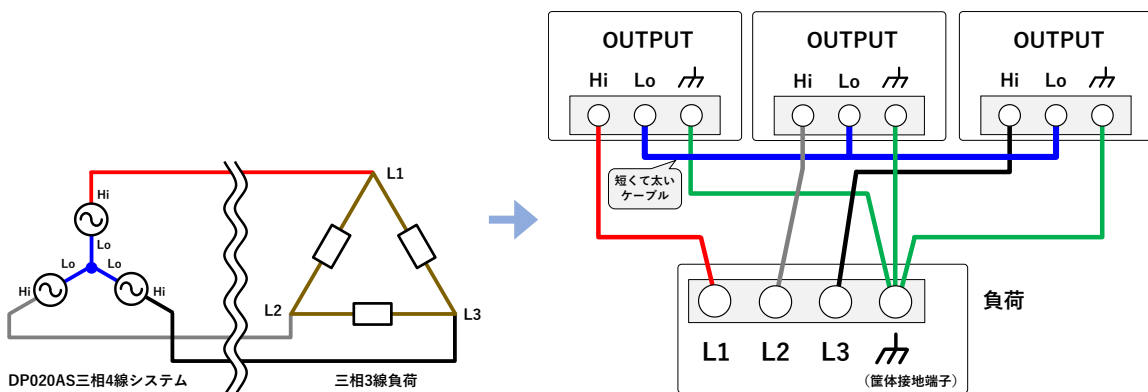 Hi
Lo
Lo
Lo
Hi
Hi
L1
L2
L3
DP020AS三相4線システム
三相3線負荷
OUTPUT
Hi Lo
OUTPUT
Hi Lo
OUTPUT
Hi Lo
短くて太い
ケーブル
負荷
L1 L2 L3
(筐体接地端子)